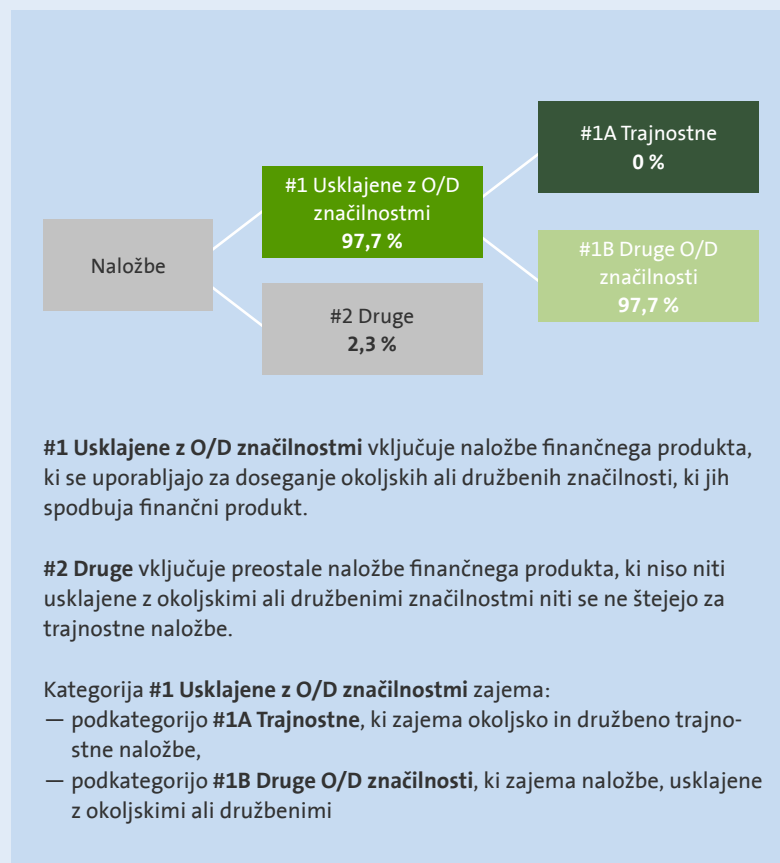 Naložbe
#1 Usklajene z O/D
značilnostmi
97,7 %
#2 Druge
2,3 %
#1A Trajnostne
0 %
#1B Druge O/D
značilnosti
97,7 %
#1 Usklajene z O/D značilnostmi vključuje naložbe finančnega produkta,
ki se uporabljajo za doseganje okoljskih ali družbenih značilnosti, ki jih
spodbuja finančni produkt.
#2 Druge vključuje preostale naložbe finančnega produkta, ki niso niti
usklajene z okoljskimi ali družbenimi značilnostmi niti se ne štejejo za
trajnostne naložbe.
Kategorija #1 Usklajene z O/D značilnostmi zajema:
— podkategorijo #1A Trajnostne, ki zajema okoljsko in družbeno trajno-
stne naložbe,
— podkategorijo #1B Druge O/D značilnosti, ki zajema naložbe, usklajene
z okoljskimi ali družbenimi